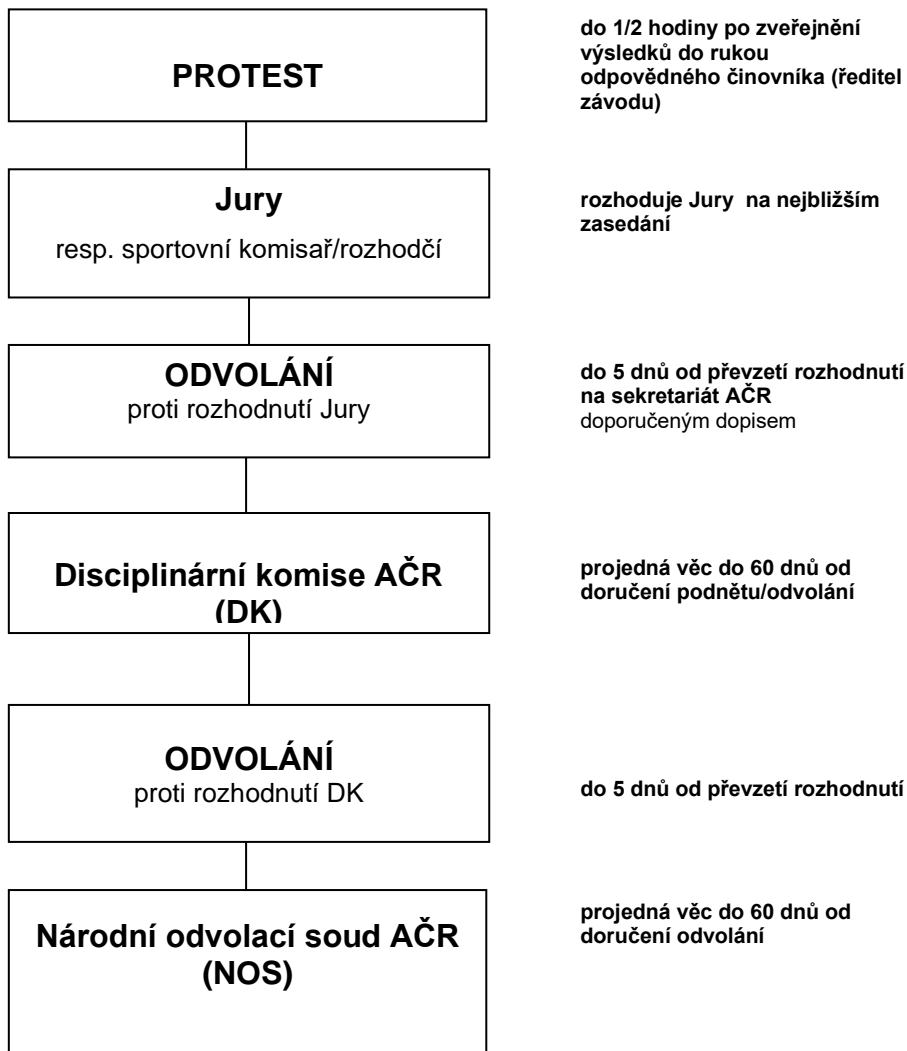 PROTEST
do 1/2 hodiny po zveřejnění
výsledků do rukou
odpovědného činovníka (ředitel
závodu)
Jury
resp. sportovní komisař/rozhodčí
rozhoduje Jury na nejbližším
zasedání
ODVOLÁNÍ
proti rozhodnutí Jury
do 5 dnů od převzetí rozhodnutí
na sekretariát AČR
doporučeným dopisem
Disciplinární komise AČR
(DK)
projedná věc do 60 dnů od
doručení podnětu/odvolání
ODVOLÁNÍ
proti rozhodnutí DK
do 5 dnů od převzetí rozhodnutí
Národní odvolací soud AČR
(NOS)
projedná věc do 60 dnů od
doručení odvolání